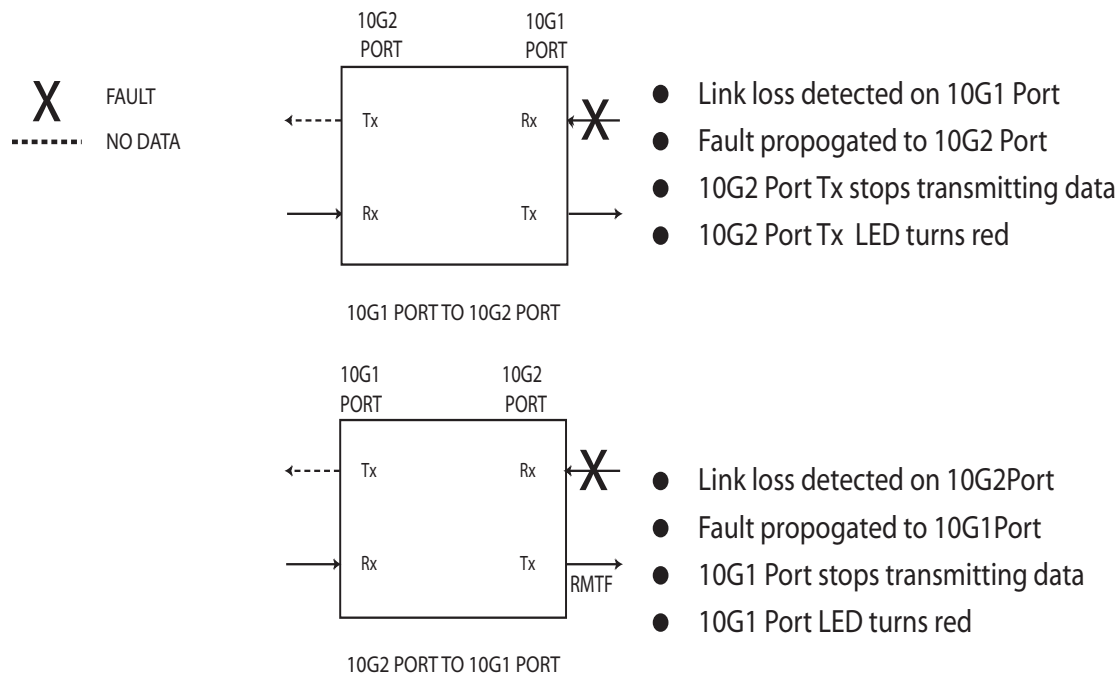 10G2
PORT
10G1
PORT
X FAULT
NO DATA
Tx
Rx
X
Rx
Tx
● Link loss detected on 10G1 Port
● Fault propogated to 10G2 Port
● 10G2 Port Tx stops transmitting data
● 10G2 Port Tx LED turns red
10G1 PORT TO 10G2 PORT
10G1
PORT
10G2
PORT
Tx
Rx
X
Rx
Tx
RMTF
● Link loss detected on 10G2Port
● Fault propogated to 10G1Port
● 10G1 Port stops transmitting data
● 10G1 Port LED turns red
10G2 PORT TO 10G1 PORT